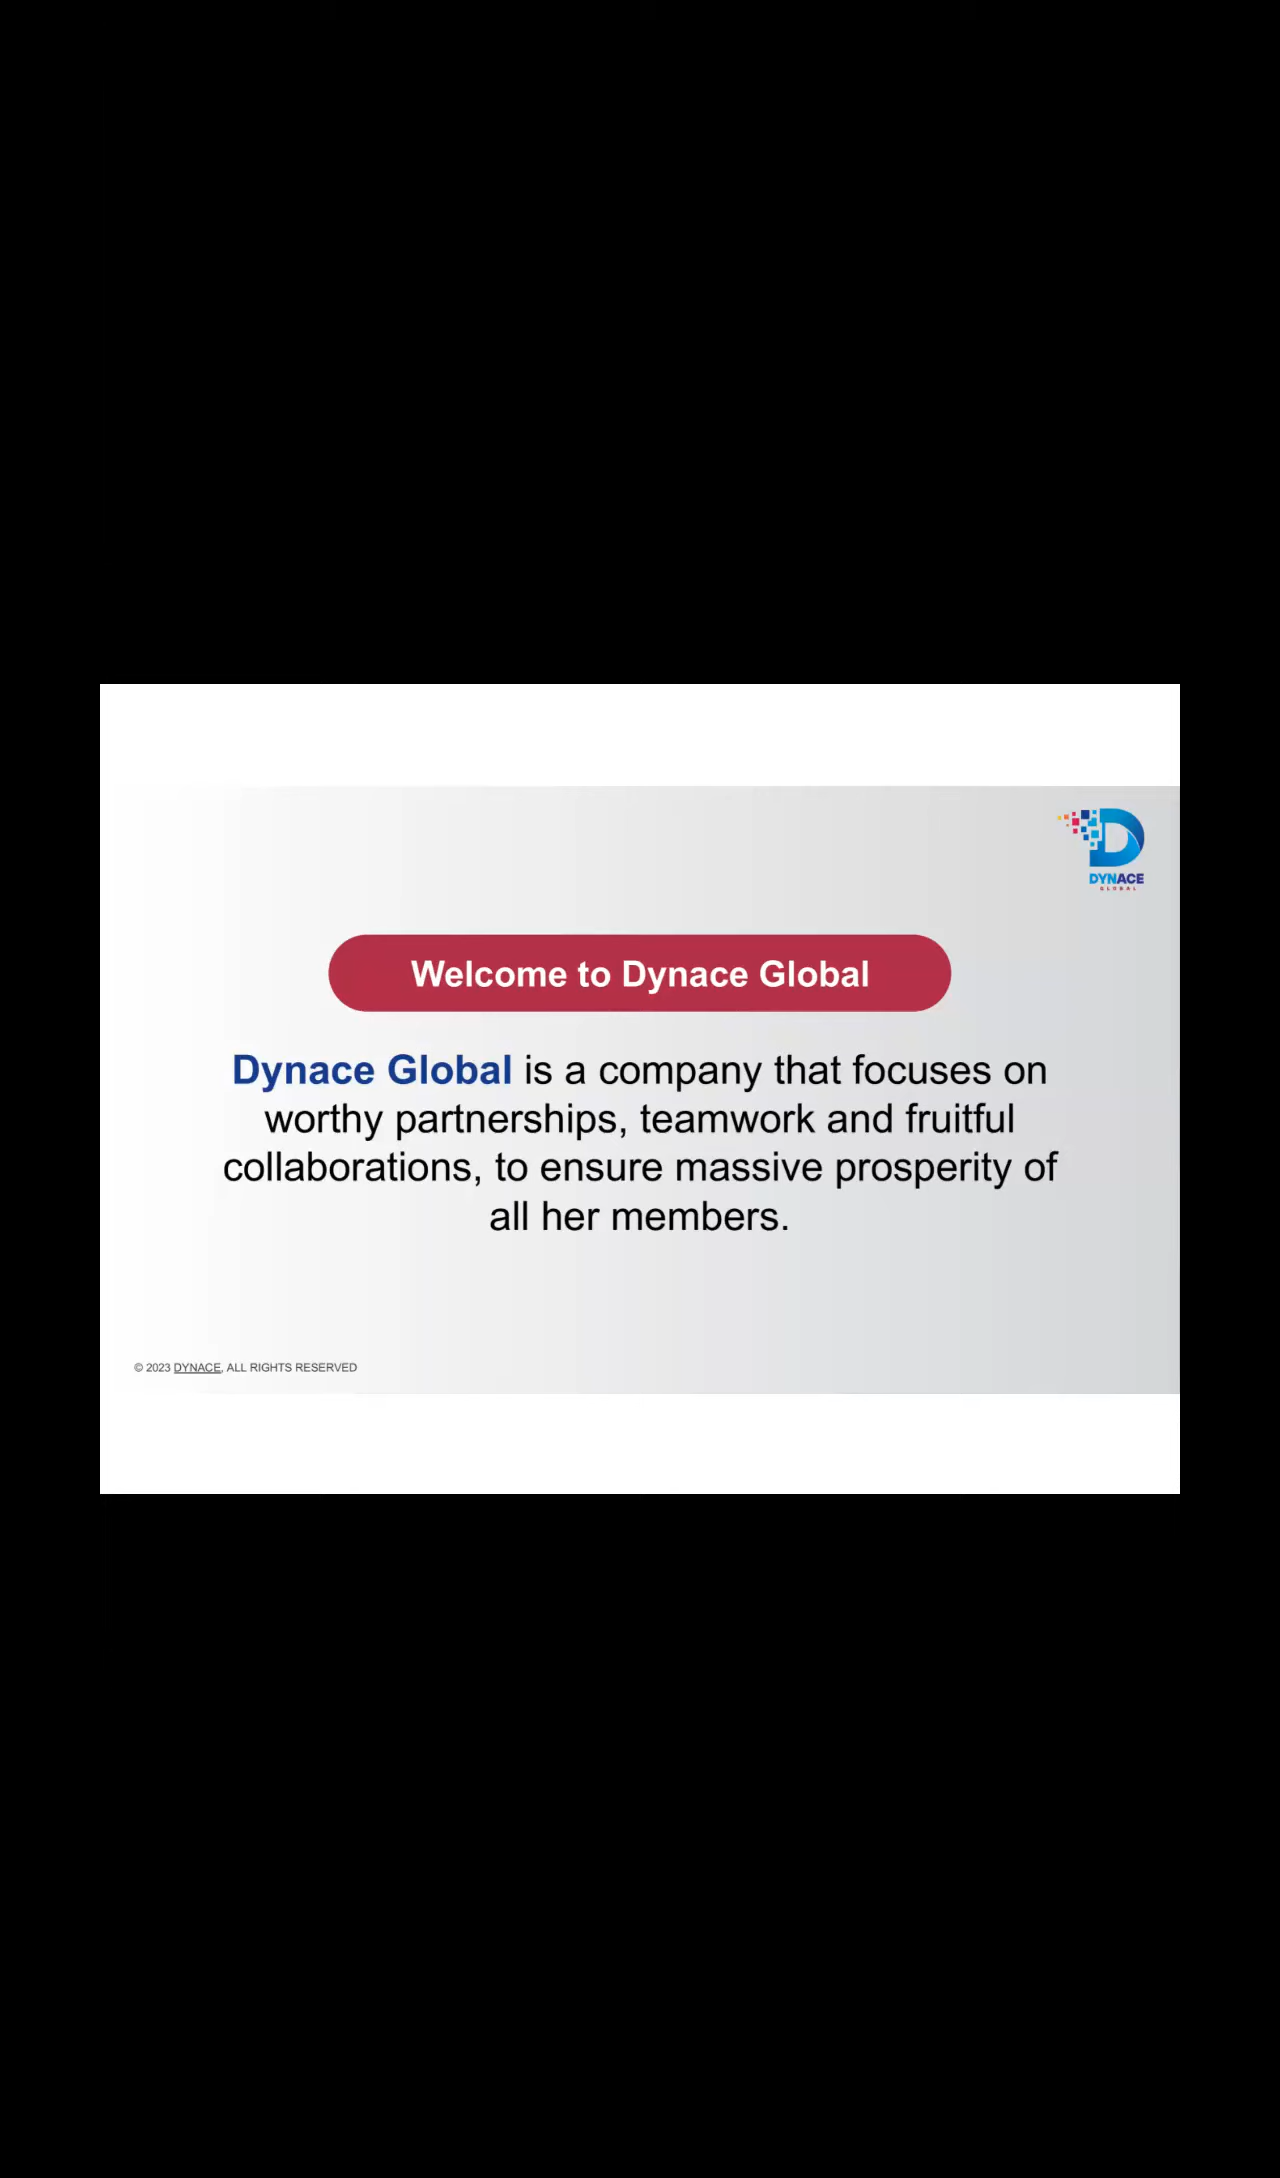 DYNACE
GLOBAL
Welcome to Dynace Global
Dynace Global is a company that focuses on
worthy partnerships, teamwork and fruitful
collaborations, to ensure massive prosperity of
all her members.
© 2023 DYNACE, ALL RIGHTS RESERVED